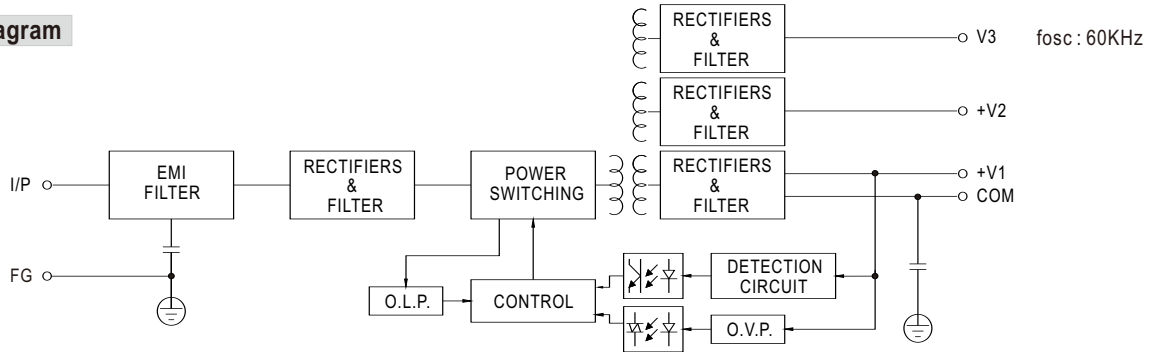 RECTIFIERS
&
FILTER
V3
fosc : 60KHz
RECTIFIERS
&
FILTER
+V2
I/P
EMI
FILTER
RECTIFIERS
&
FILTER
POWER
SWITCHING
RECTIFIERS
&
FILTER
+V1
COM
FG
O.L.P.
CONTROL
DETECTION
CIRCUIT
O.V.P.